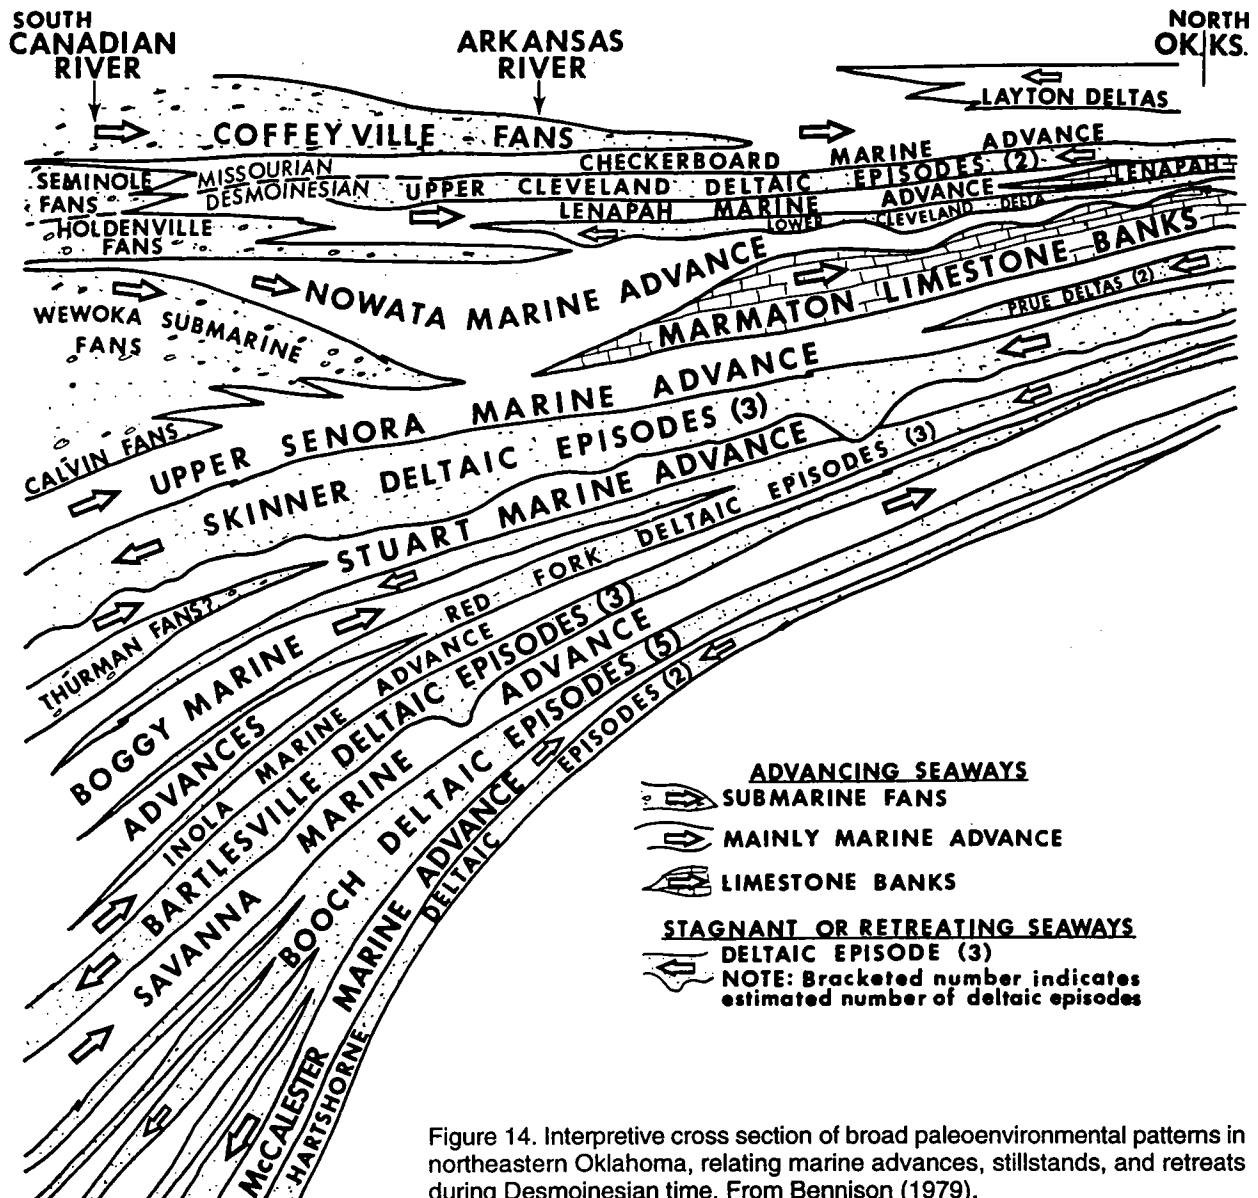 SOUTH
CANADIAN
RIVER
ARKANSAS
RIVER
NORTH
OK. KS.
LAYTON DELTAS
COFFEYVILLE FANS
CHECKERBOARD MARINE ADVANCE
SEMINOLE
FANS
MISSOURIAN
DESMOINESIAN
UPPER CLEVELAND DELTAIC EPISODES (2)
LENAPAH
LENAPAH MARINE ADVANCE
LOWER CLEVELAND DELTA
HOLDENVILLE
FANS
NOWATA MARINE ADVANCE
MARMATON LIMESTONE BANKS
WEWOKA SUBMARINE
FANS
PRUE DELTAS (2)
CALVIN FANS
UPPER SENORA MARINE ADVANCE
SKINNER DELTAIC EPISODES (3)
STUART MARINE ADVANCE
THURMAN FANS?
RED FORK DELTAIC EPISODES (3)
BOGGY MARINE
ADVANCES
INOLA MARINE ADVANCE
BARTLESVILLE DELTAIC EPISODES (3)
SAVANNA MARINE ADVANCE
BOOCH DELTAIC EPISODES (5)
McCALESTER MARINE ADVANCE
HARTSHORNE DELTAIC EPISODES (2)
ADVANCING SEAWAYS
SUBMARINE FANS
MAINLY MARINE ADVANCE
LIMESTONE BANKS
STAGNANT OR RETREATING SEAWAYS
DELTAIC EPISODE (3)
NOTE: Bracketed number indicates
estimated number of deltaic episodes
Figure 14. Interpretive cross section of broad paleoenvironmental patterns in
northeastern Oklahoma, relating marine advances, stillstands, and retreats
during Desmoinesian time. From Bennison (1979).